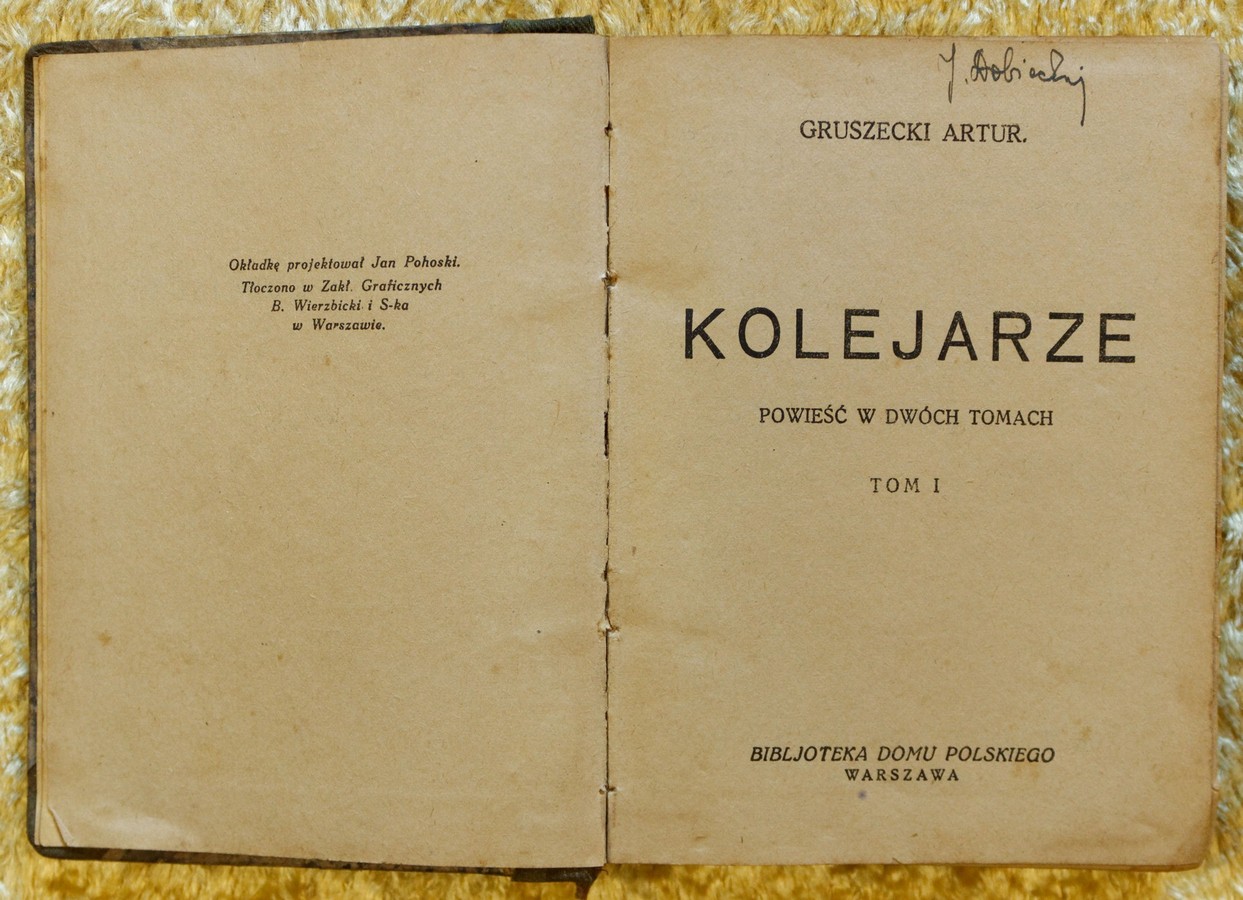 Okładkę projektował Jan Pohoski.
Tłoczono w Zakł. Graficznych
B. Wierzbicki i S-ka
w Warszawie.
J.
GRUSZECKI ARTUR.
KOLEJARZE
POWIEŚĆ W DWÓCH TOMACH
TOM I
BIBLJOTEKA DOMU POLSKIEGO
WARSZAWA